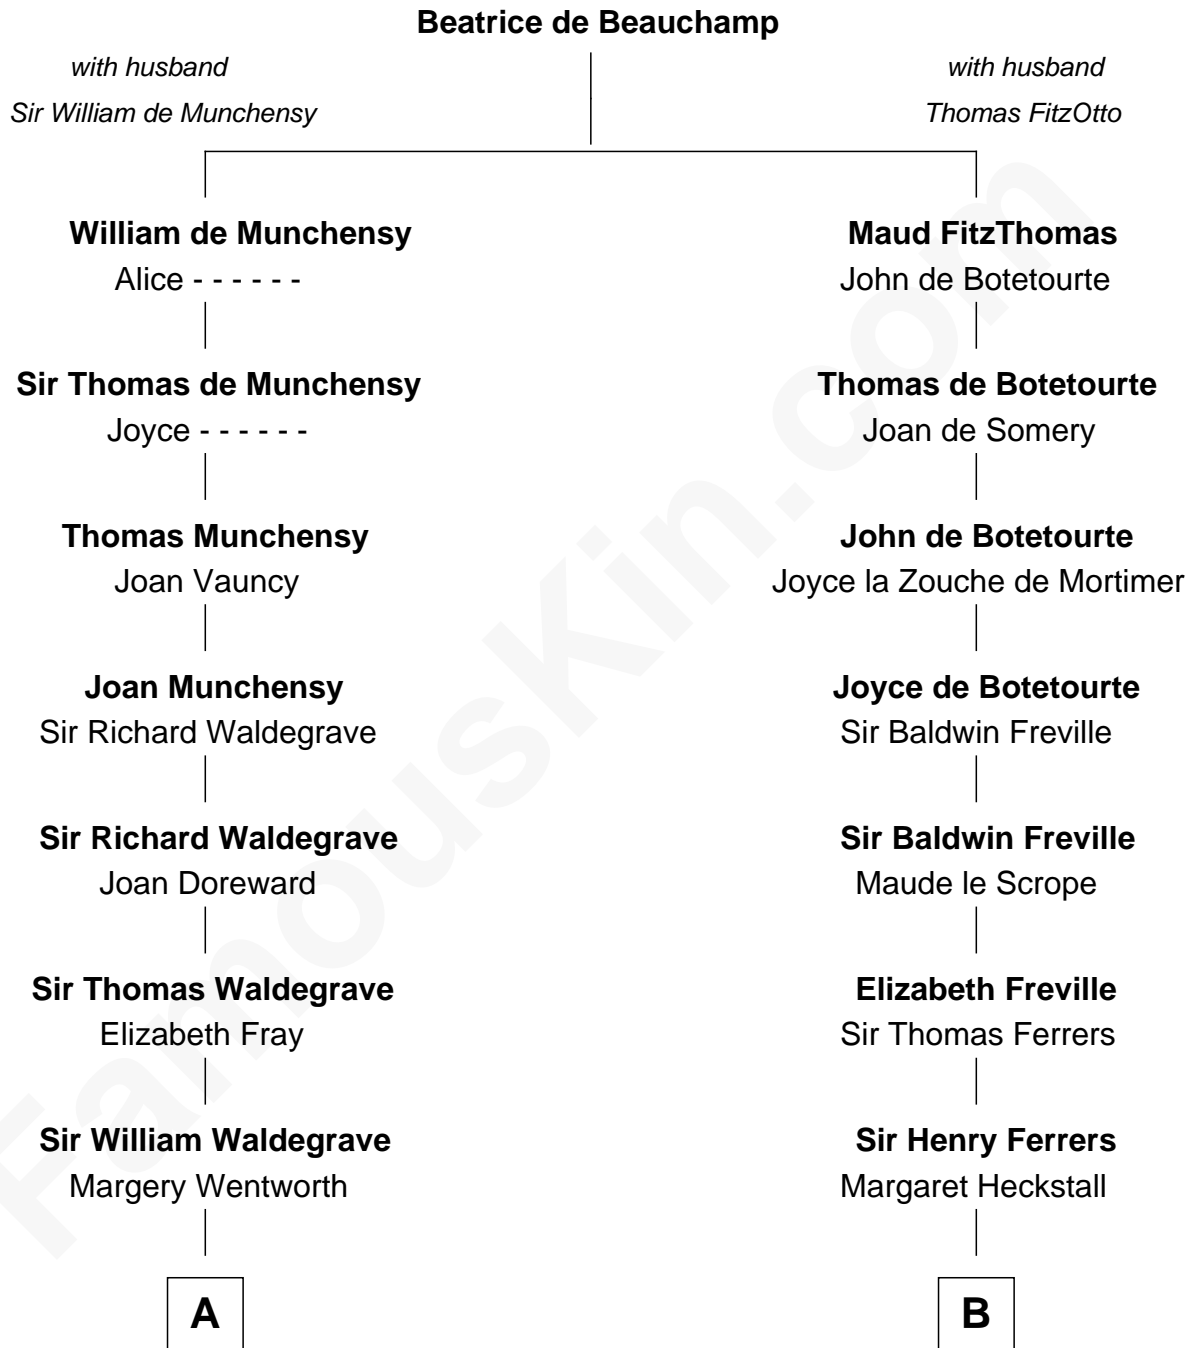 Beatrice de Beauchamp
with husband
Sir William de Munchensy
with husband
Thomas FitzOtto
William de Munchensy
Alice - - - - - -
Sir Thomas de Munchensy
Joyce - - - - - -
Thomas Munchensy
Joan Vauncy
Joan Munchensy
Sir Richard Waldegrave
Sir Richard Waldegrave
Joan Doreward
Sir Thomas Waldegrave
Elizabeth Fray
Sir William Waldegrave
Margery Wentworth
A
Maud FitzThomas
John de Botetourte
Thomas de Botetourte
Joan de Somery
John de Botetourte
Joyce la Zouche de Mortimer
Joyce de Botetourte
Sir Baldwin Freville
Sir Baldwin Freville
Maude le Scrope
Elizabeth Freville
Sir Thomas Ferrers
Sir Henry Ferrers
Margaret Heckstall
B
FamousKin.com